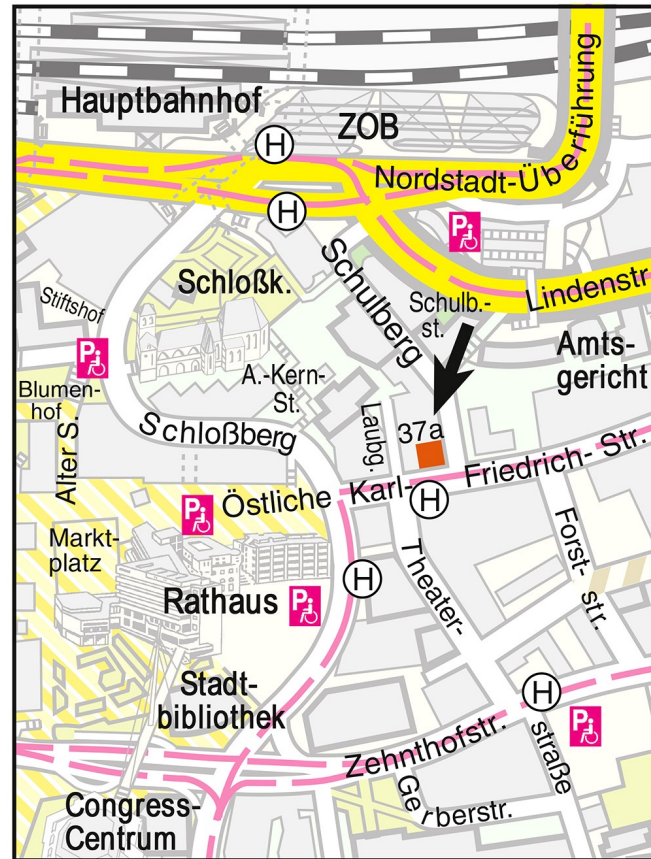 Hauptbahnhof
ZOB
H
Nordstadt-Überführung
H
P
Schulberg
Schloßk.
Stiftshof
Schulb.-
st.
Lindenstr.
Amts-
gericht
P
A.-Kern-
St.
Blumen-
hof
Alter S.
Schloßberg
Laubg.
37a
Östliche Karl-Friedrich-Str.
H
P
Markt-
platz
Rathaus
P
H
Theater-
straße
Forst-
str.
Stadt-
bibliothek
H
P
Zehnthofstr.
Gerberstr.
Congress-
Centrum